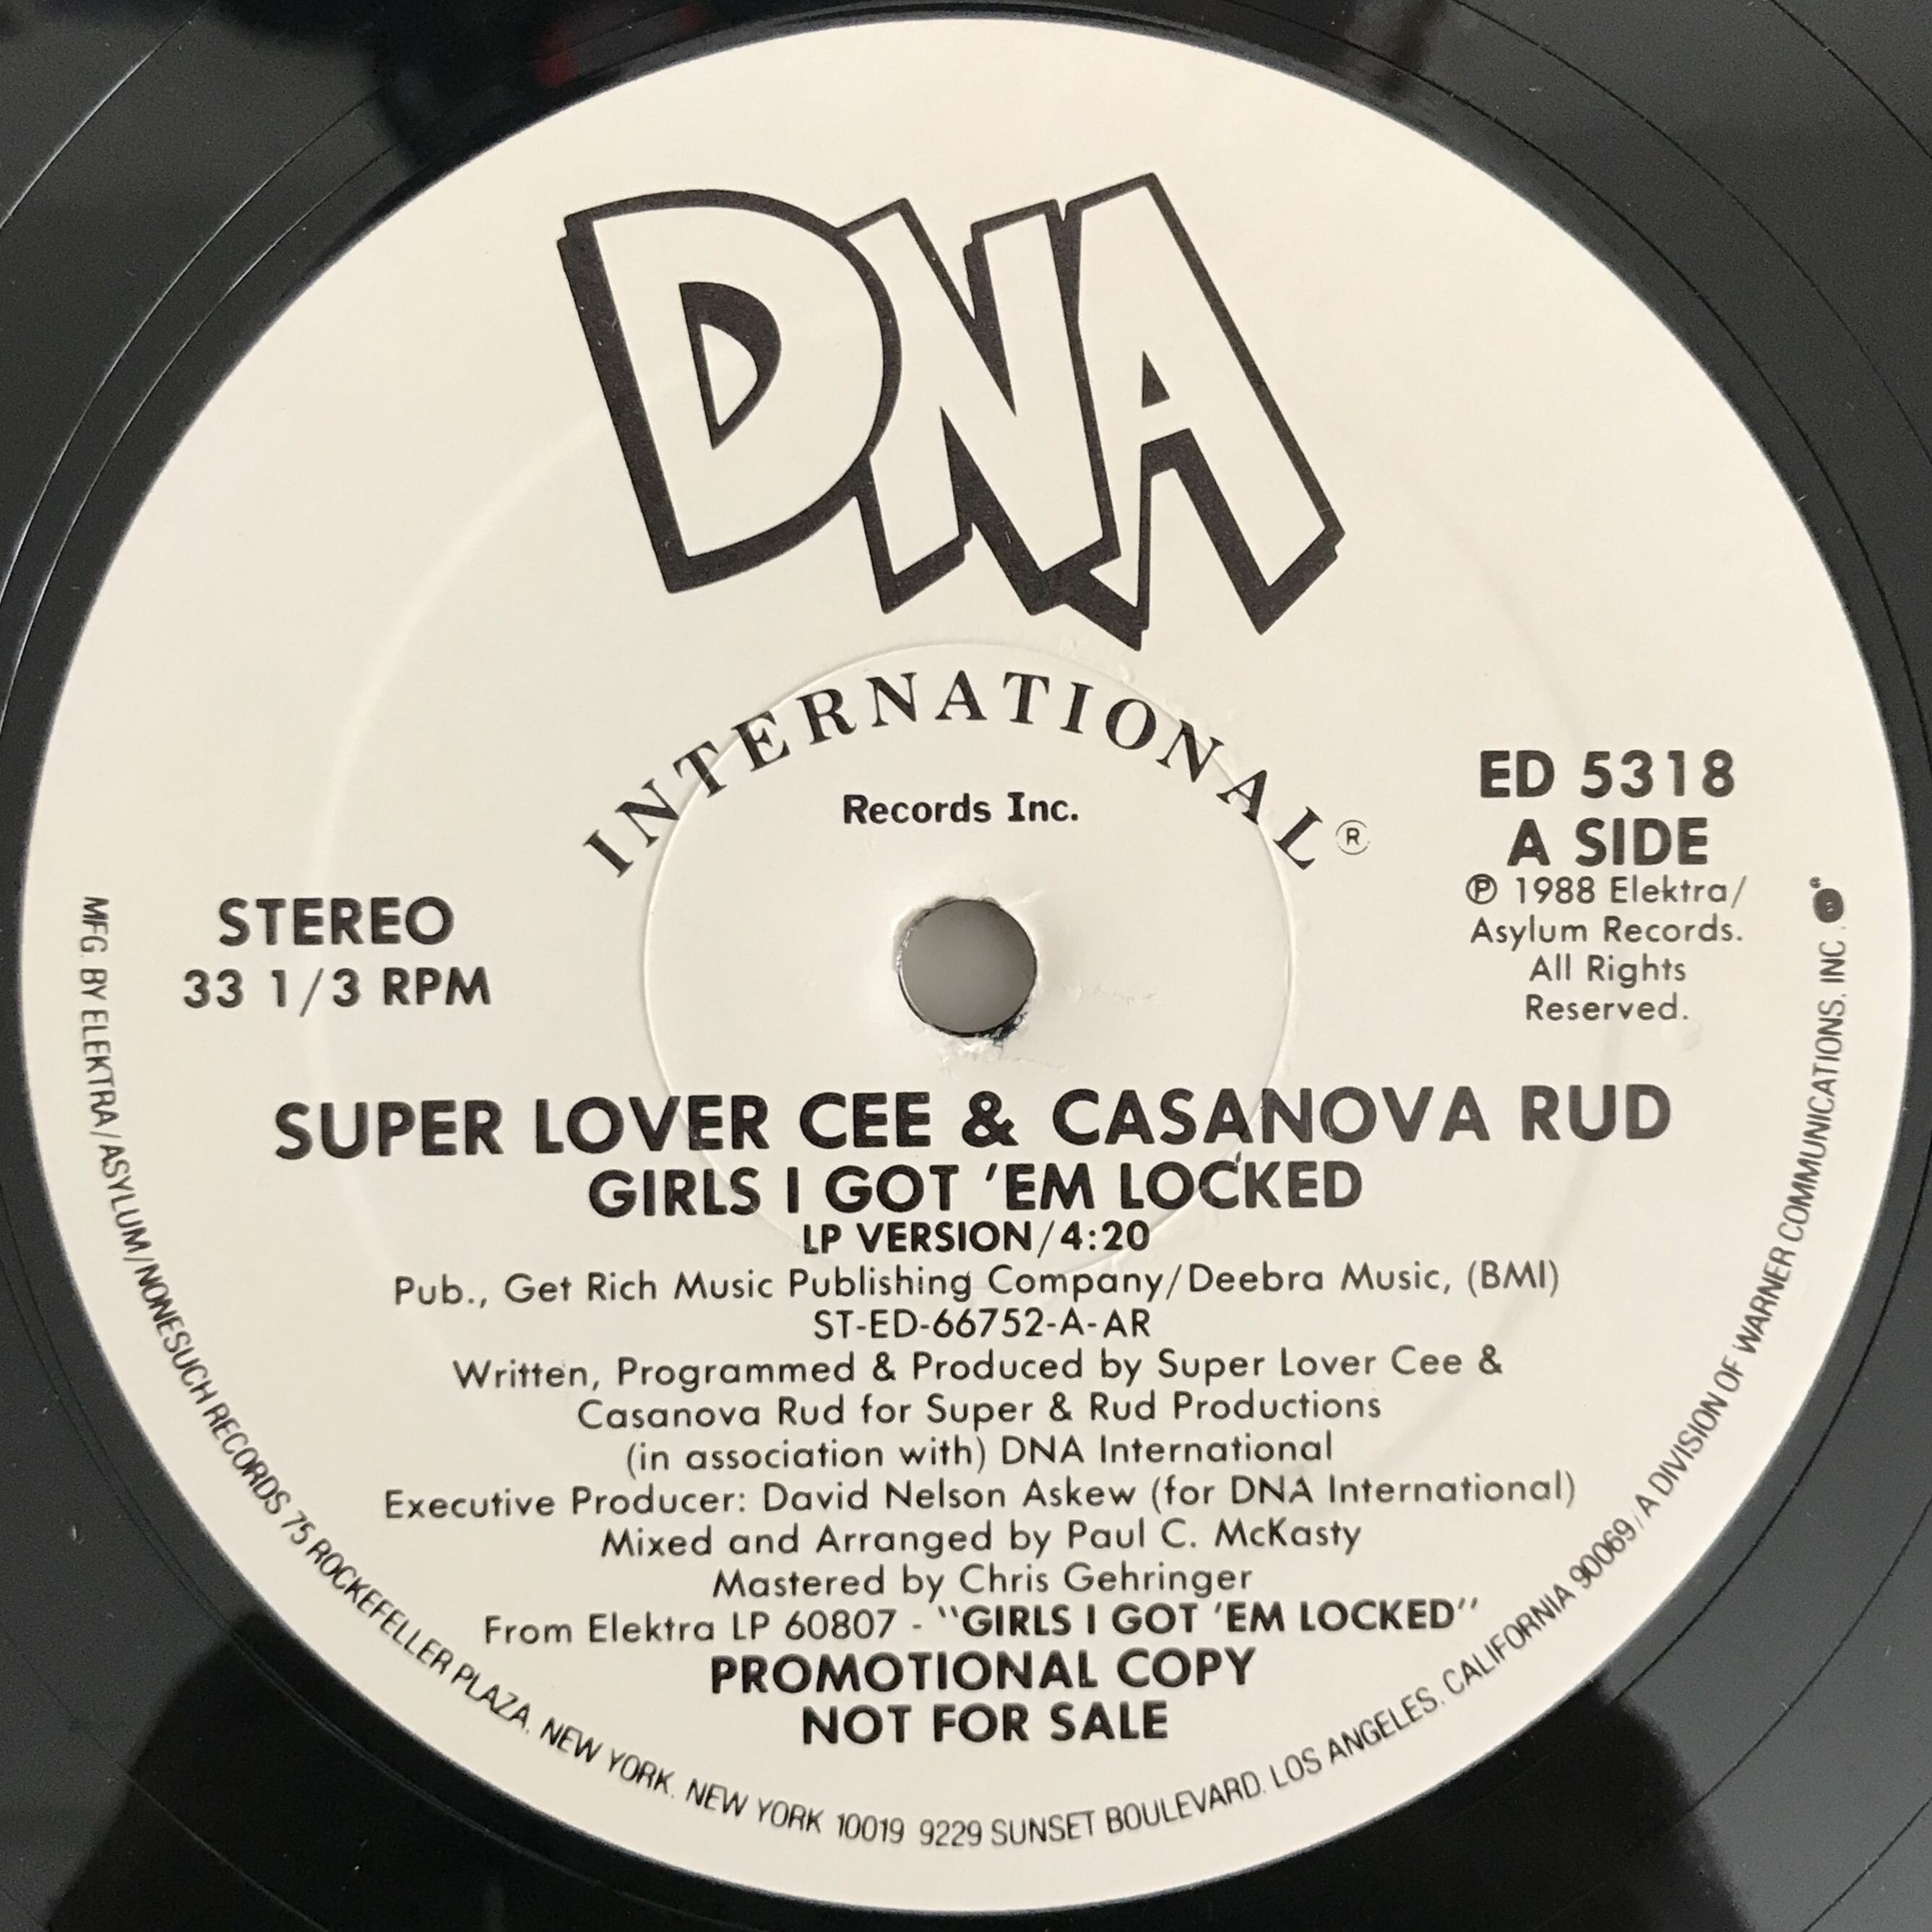 DNA
INTERNATIONAL®
Records Inc.
ED 5318
A SIDE
℗ 1988 Elektra/
Asylum Records.
All Rights
Reserved.
STEREO
33 1/3 RPM
SUPER LOVER CEE & CASANOVA RUD
GIRLS I GOT 'EM LOCKED
LP VERSION/4:20
Pub., Get Rich Music Publishing Company/Deebra Music, (BMI)
ST-ED-66752-A-AR
Written, Programmed & Produced by Super Lover Cee &
Casanova Rud for Super & Rud Productions
(in association with) DNA International
Executive Producer: David Nelson Askew (for DNA International)
Mixed and Arranged by Paul C. McKasty
Mastered by Chris Gehringer
From Elektra LP 60807 - "GIRLS I GOT 'EM LOCKED"
PROMOTIONAL COPY
NOT FOR SALE
MFG. BY ELEKTRA/ASYLUM/NONESUCH RECORDS 75 ROCKEFELLER PLAZA, NEW YORK, NEW YORK 10019 9229 SUNSET BOULEVARD, LOS ANGELES, CALIFORNIA 90069/A DIVISION OF WARNER COMMUNICATIONS, INC.